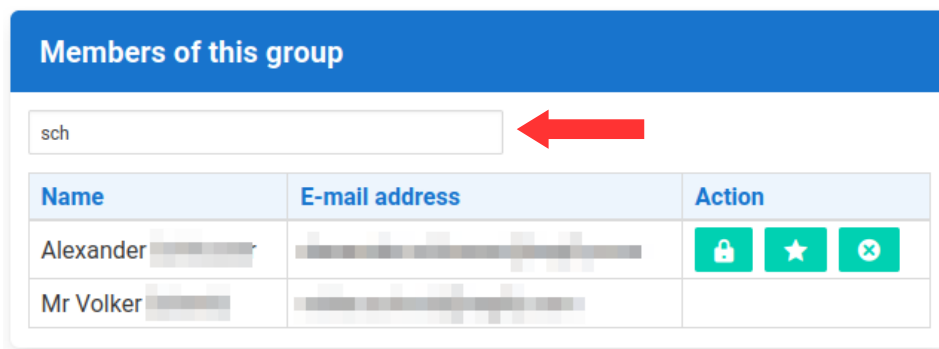 Members of this group
sch
Name E-mail address Action
Alexander
Mr Volker